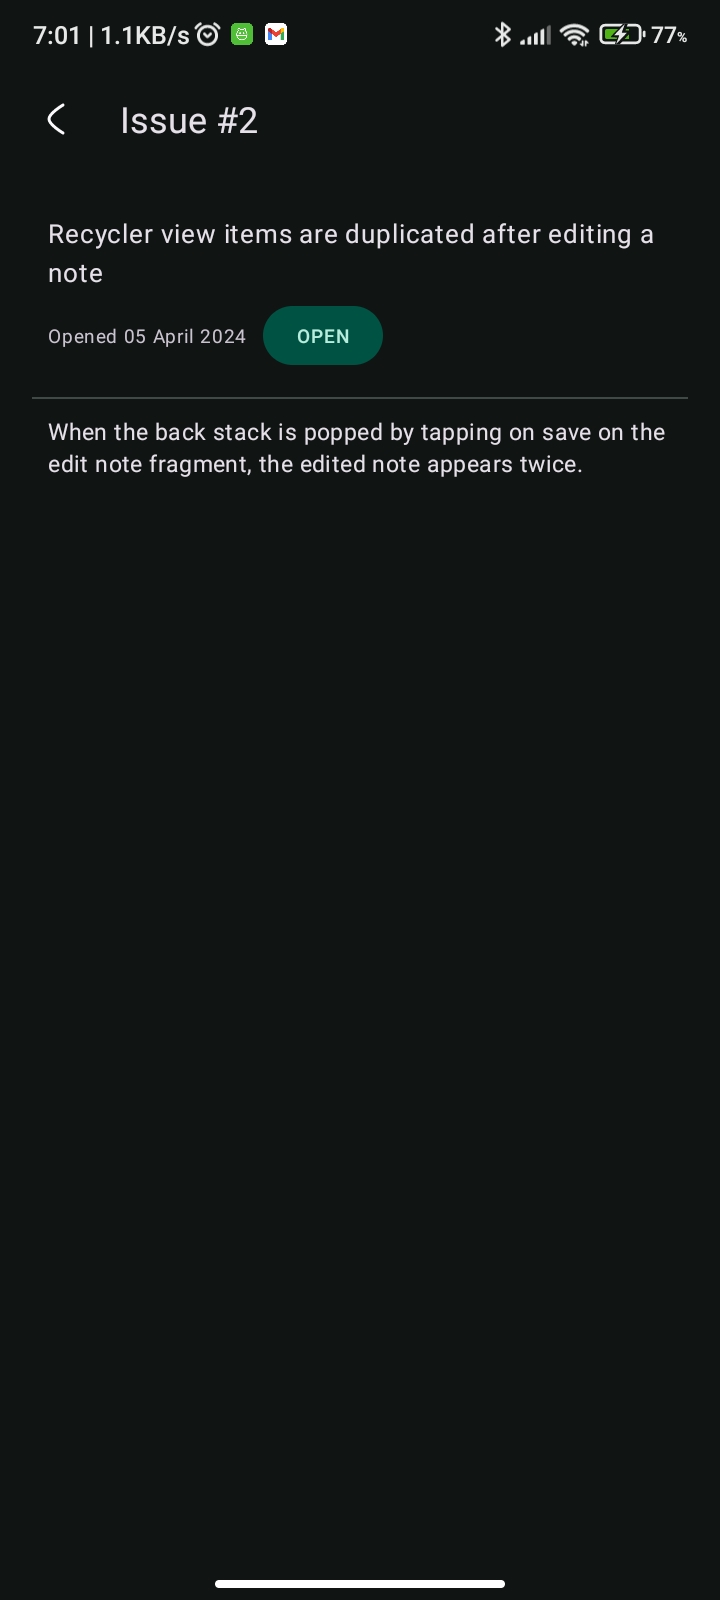 7:01 | 1.1KB/s
77%
Issue #2
Recycler view items are duplicated after editing a
note
Opened 05 April 2024
OPEN
When the back stack is popped by tapping on save on the
edit note fragment, the edited note appears twice.